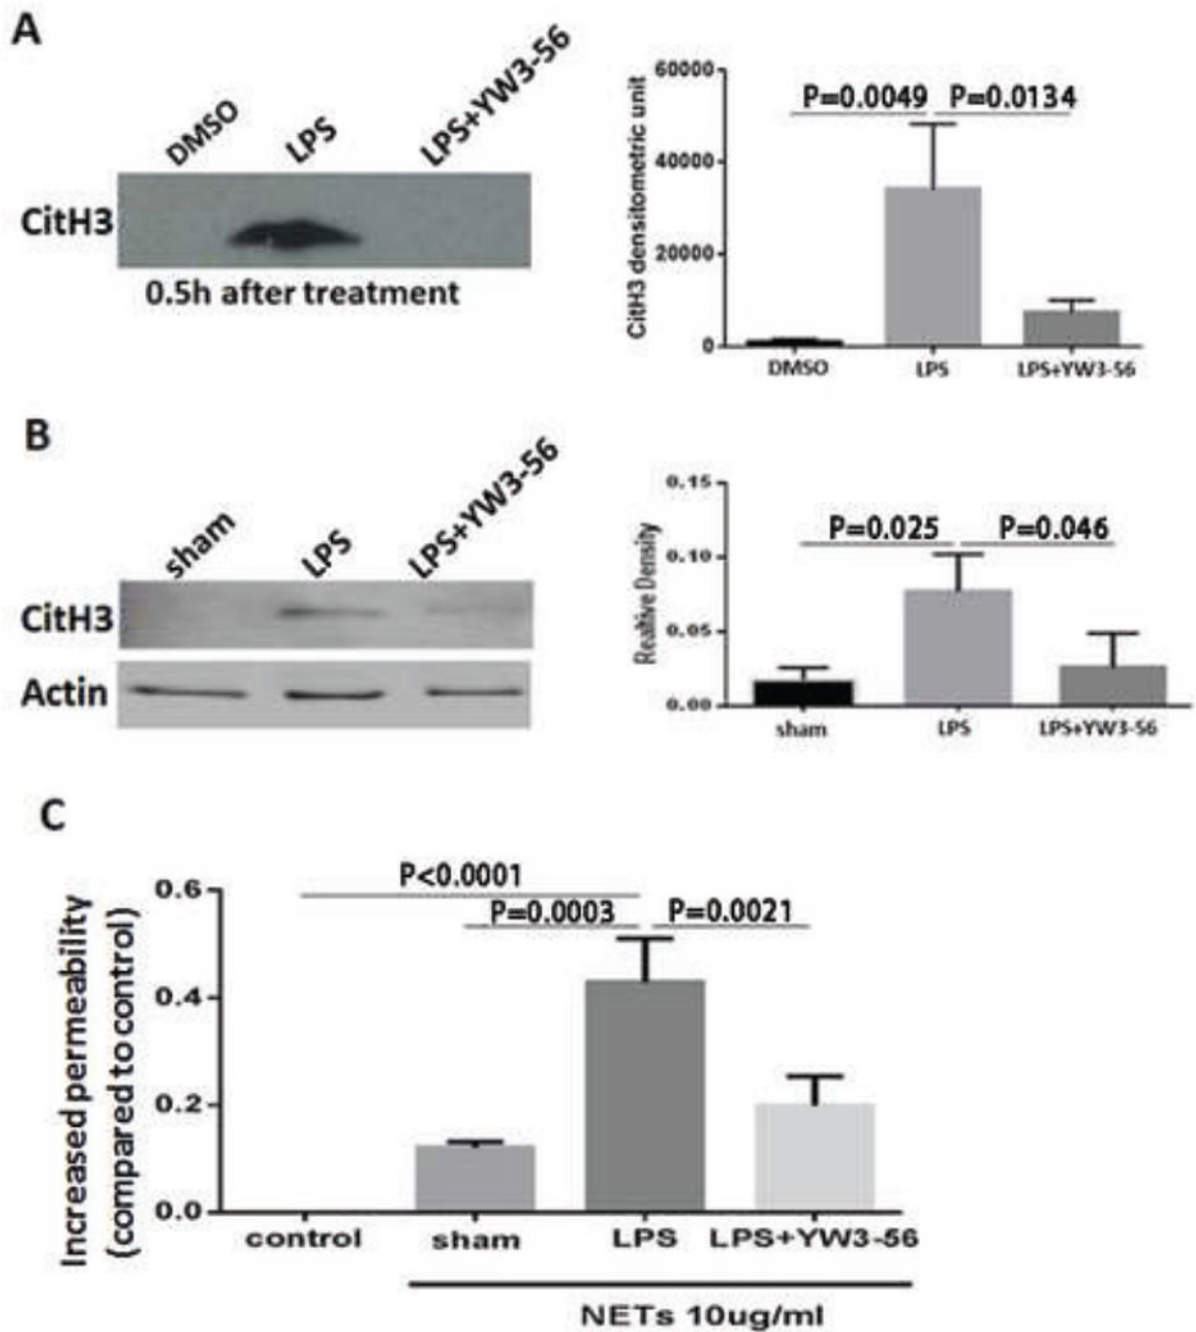 A
DMSO
LPS
LPS+YW3-56
CitH3
0.5h after treatment
CitH3 densitometric unit
60000
40000
20000
0
P=0.0049
P=0.0134
DMSO
LPS
LPS+YW3-56
B
sham
LPS
LPS+YW3-56
CitH3
Actin
Realtive Density
0.15
0.10
0.05
0.00
P=0.025
P=0.046
sham
LPS
LPS+YW3-56
C
Increased permeability
(compared to control)
0.6
0.4
0.2
0.0
P<0.0001
P=0.0003
P=0.0021
control
sham
LPS
LPS+YW3-56
NETs 10ug/ml